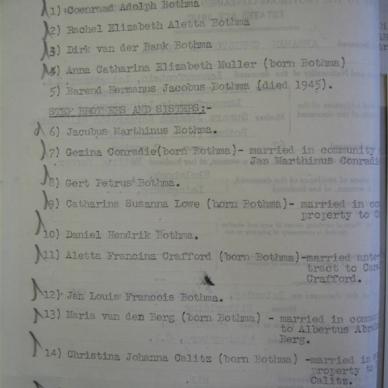 1) Coenraad Adolph Bothma
2) Rachel Elizabeth Aletta Bothma
3) Dirk van der Bank Bothma
4) Anna Catharina Elizabeth Muller (born Bothma)
5) Barend Hermanus Jacobus Bothma (died 1945).
STEP BROTHERS AND SISTERS:-
6) Jacobus Marthinus Bothma.
7) Gezina Conradie(born Bothma)- married in community
Jan Marthinus Conradie
8) Gert Petrus Bothma.
9) Catharina Susanna Lowe (born Bothma)- married in
property to
10) Daniel Hendrik Bothma.
11) Aletta Francina Crafford (born Bothma)-married ante
tract to
Crafford.
12) Jan Louis Francois Bothma.
13) Maria van den Berg (born Bothma) - married in
to Albertus
Berg.
14) Christina Johanna Calitz (born Bothma) -married in
property to
Calitz.